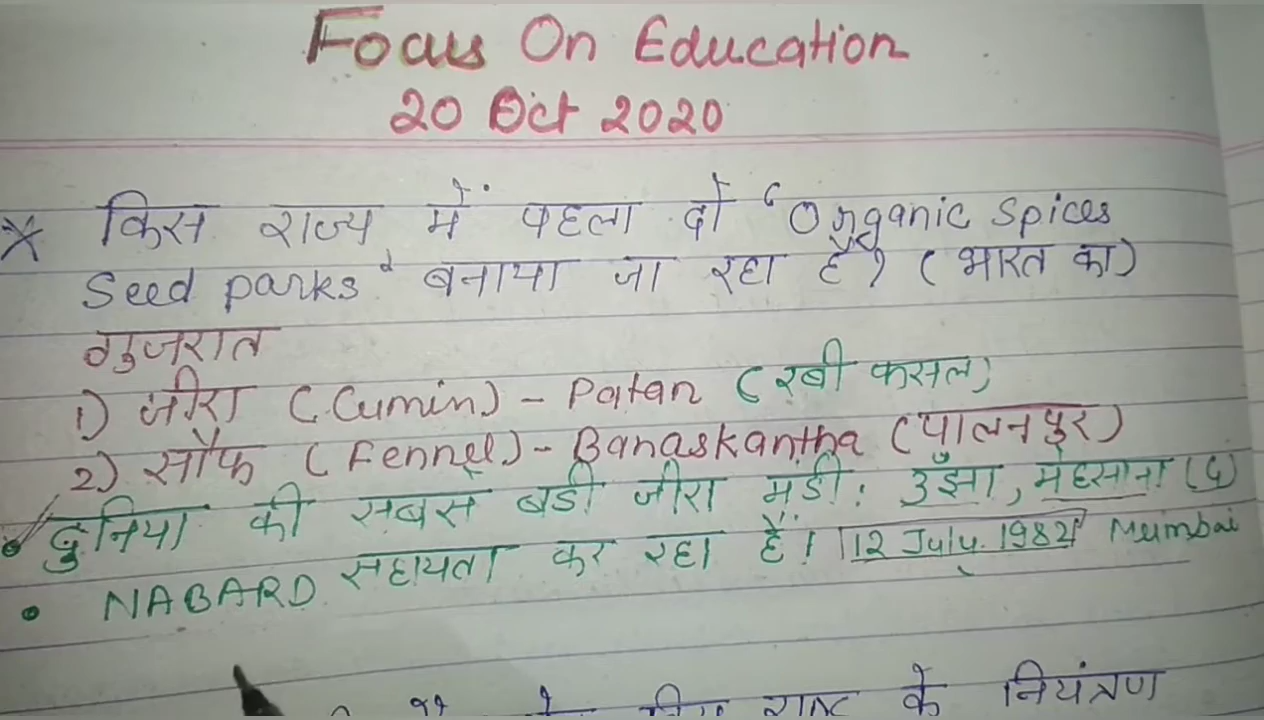 Focus On Education
20 Oct 2020
* किस राज्य में पहला दो "Organic Spices
Seed parks" बनाया जा रहा है? (भारत का)
गुजरात
1) जीरा (Cumin) - Patan (रबी फसल)
2) सौंफ (Fennel) - Banaskantha (पालनपुर)
• दुनिया की सबसे बडी जीरा मंडी: उँझा, मेहसाना (G)
• NABARD सहायता कर रहा है। 12 July 1982 Mumbai
के नियंत्रण